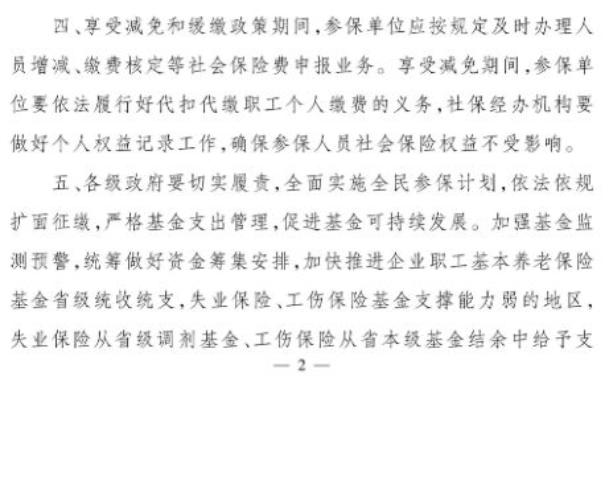 四、享受减免和缓缴政策期间,参保单位应按规定及时办理人
员增减、缴费核定等社会保险费申报业务。享受减免期间,参保单
位要依法履行好代扣代缴职工个人缴费的义务,社保经办机构要
做好个人权益记录工作,确保参保人员社会保险权益不受影响。
五、各级政府要切实履责,全面实施全民参保计划,依法依规
扩面征缴,严格基金支出管理,促进基金可持续发展。加强基金监
测预警,统筹做好资金筹集安排,加快推进企业职工基本养老保险
基金省级统收统支,失业保险、工伤保险基金支撑能力弱的地区,
失业保险从省级调剂基金、工伤保险从省本级基金结余中给予支
— 2 —